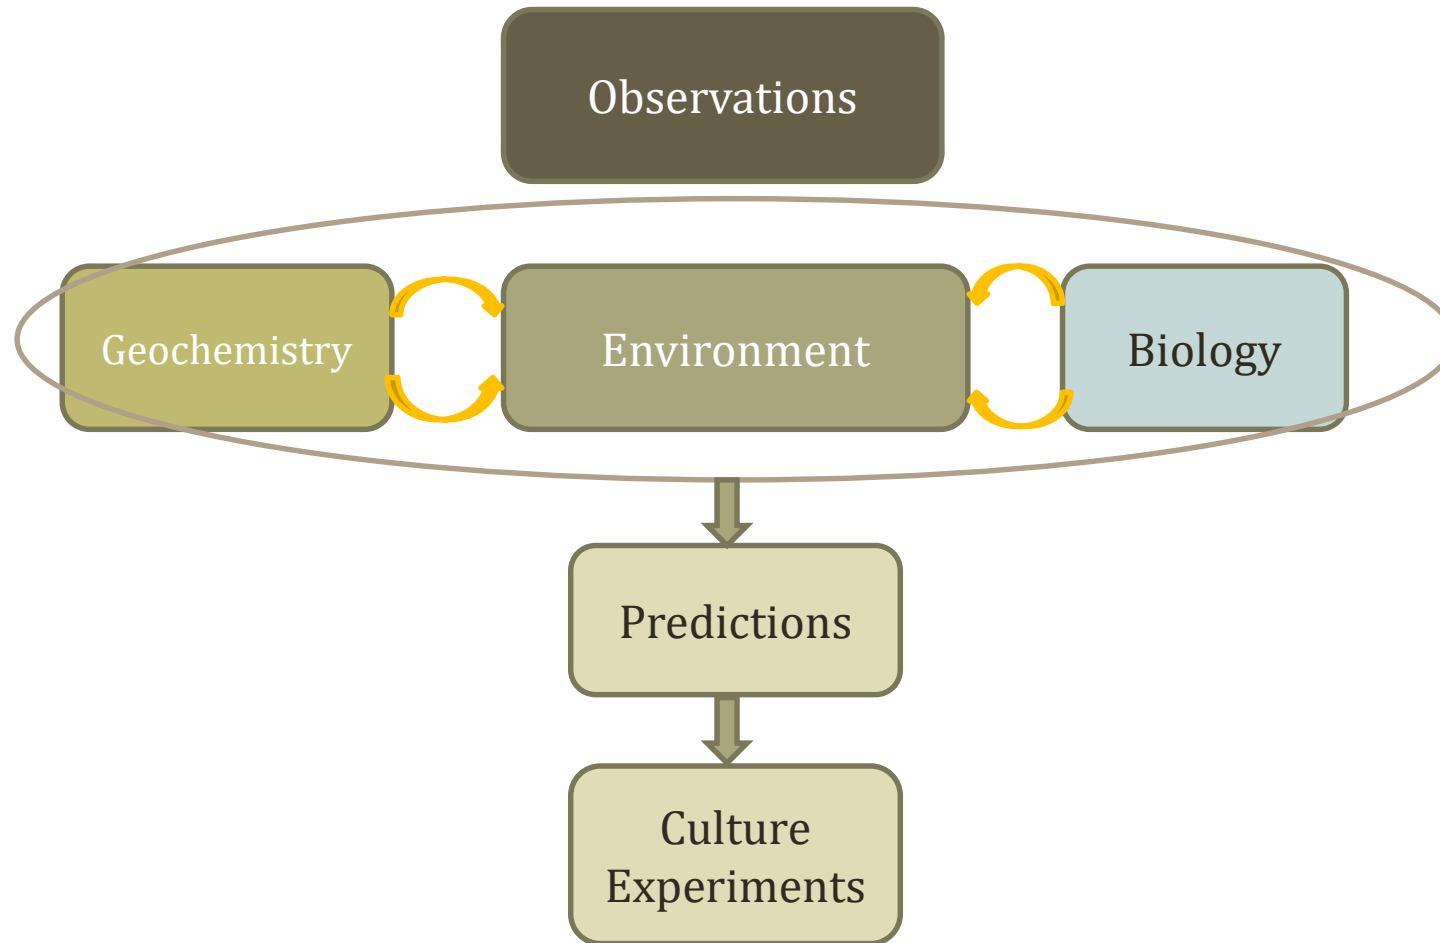 Observations
Geochemistry
Environment
Biology
Predictions
Culture
Experiments